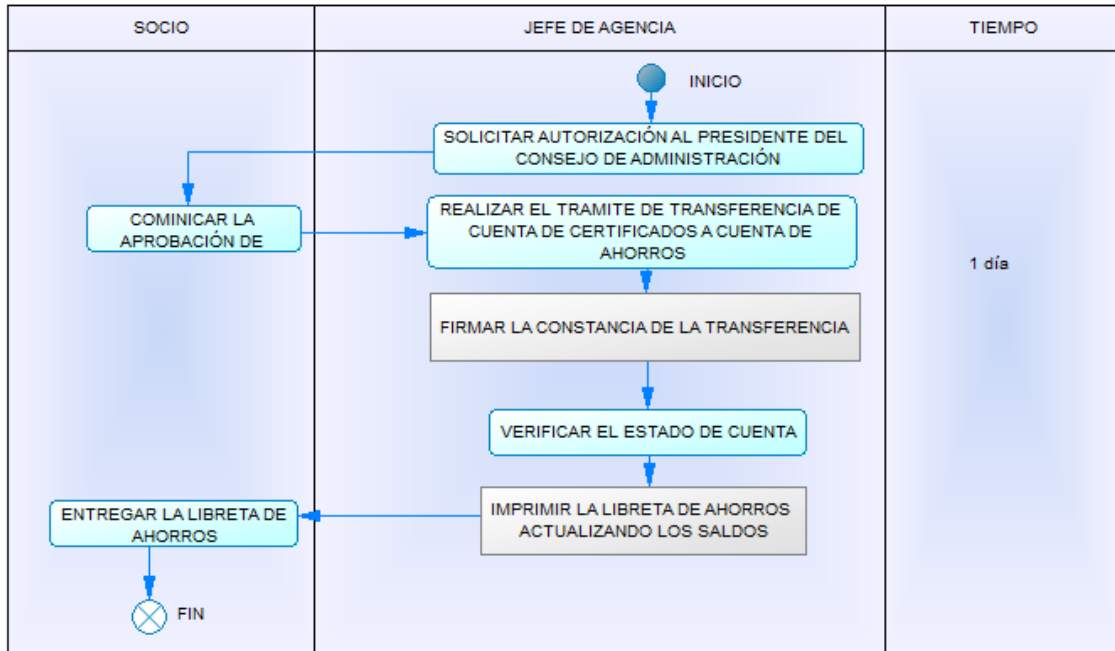 SOCIO
JEFE DE AGENCIA
TIEMPO
INICIO
SOLICITAR AUTORIZACIÓN AL PRESIDENTE DEL
CONSEJO DE ADMINISTRACIÓN
COMINICAR LA
APROBACIÓN DE
REALIZAR EL TRAMITE DE TRANSFERENCIA DE
CUENTA DE CERTIFICADOS A CUENTA DE
AHORROS
1 día
FIRMAR LA CONSTANCIA DE LA TRANSFERENCIA
VERIFICAR EL ESTADO DE CUENTA
IMPRIMIR LA LIBRETA DE AHORROS
ACTUALIZANDO LOS SALDOS
ENTREGAR LA LIBRETA DE
AHORROS
FIN